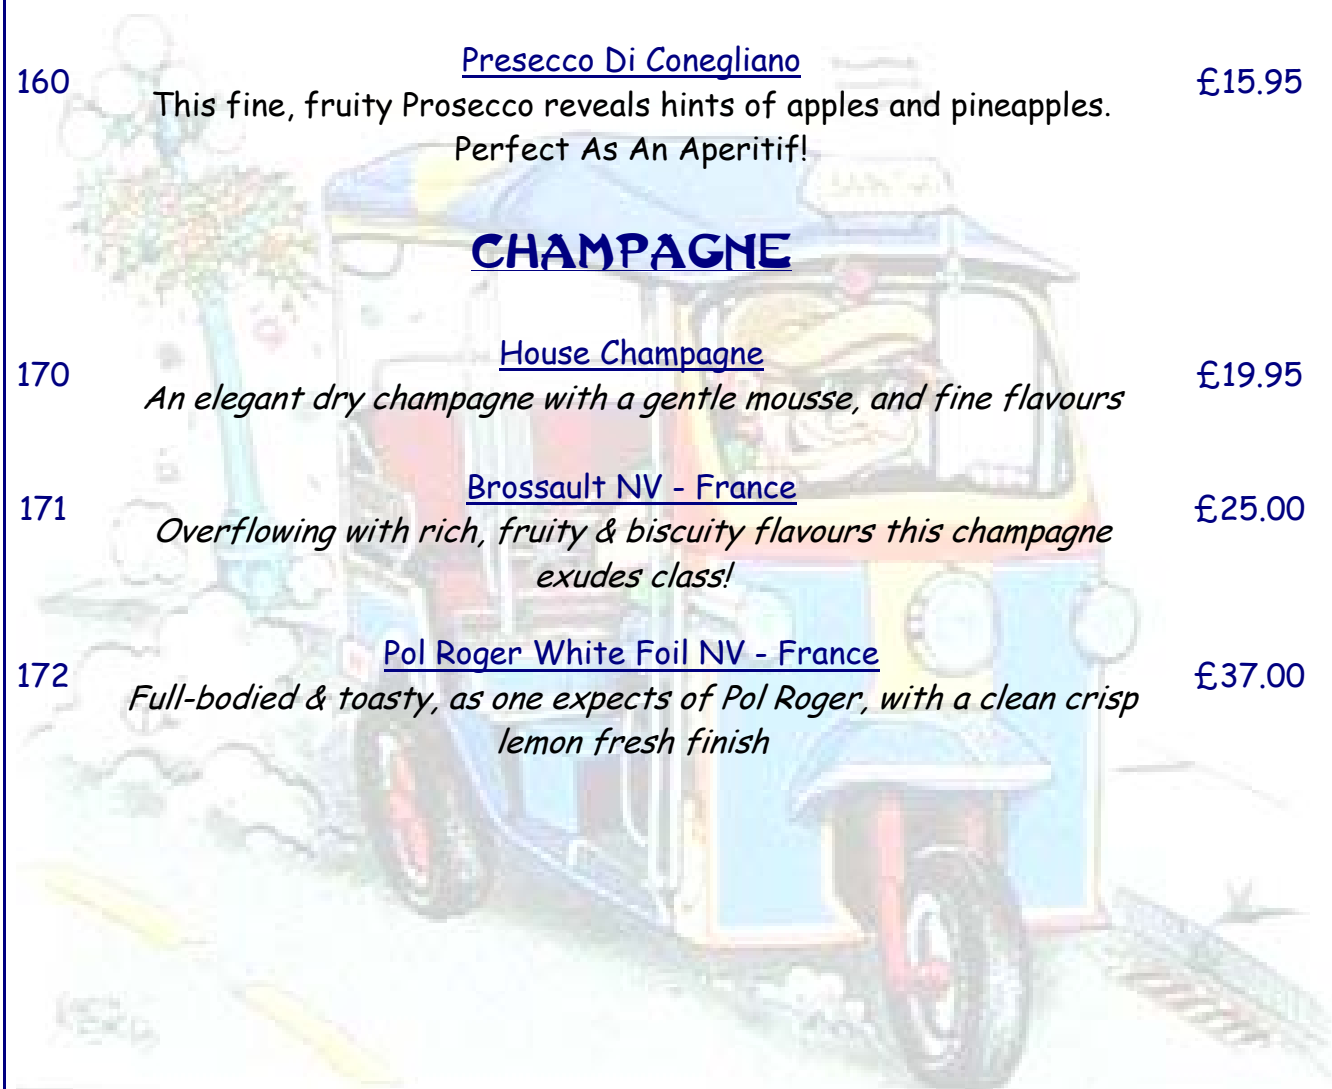 Presecco Di Conegliano
160
£15.95
This fine, fruity Prosecco reveals hints of apples and pineapples.
Perfect As An Aperitif!
CHAMPAGNE
House Champagne
170
£19.95
An elegant dry champagne with a gentle mousse, and fine flavours
Brossault NV - France
171
£25.00
Overflowing with rich, fruity & biscuity flavours this champagne
exudes class!
Pol Roger White Foil NV - France
172
£37.00
Full-bodied & toasty, as one expects of Pol Roger, with a clean crisp
lemon fresh finish